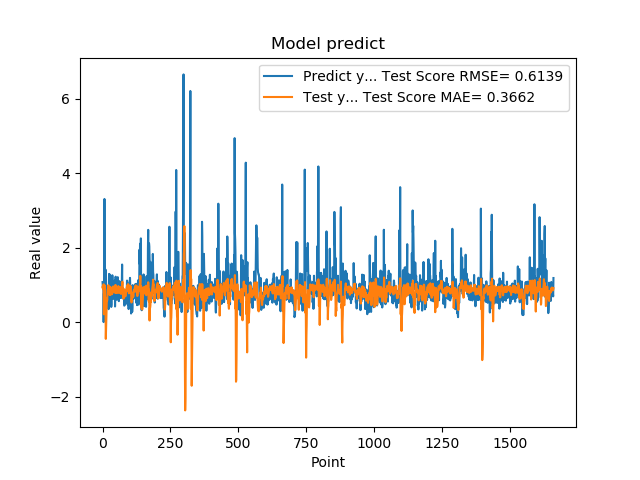 Model predict
Predict y... Test Score RMSE= 0.6139
Test y... Test Score MAE= 0.3662
Real value
6
4
2
0
−2
0 250 500 750 1000 1250 1500
Point